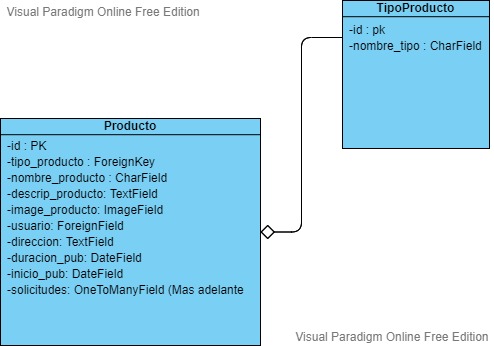 Visual Paradigm Online Free Edition
TipoProducto
-id : pk
-nombre_tipo : CharField
Producto
-id : PK
-tipo_producto : ForeignKey
-nombre_producto : CharField
-descrip_producto: TextField
-image_producto: ImageField
-usuario: ForeignField
-direccion: TextField
-duracion_pub: DateField
-inicio_pub: DateField
-solicitudes: OneToManyField (Mas adelante
Visual Paradigm Online Free Edition